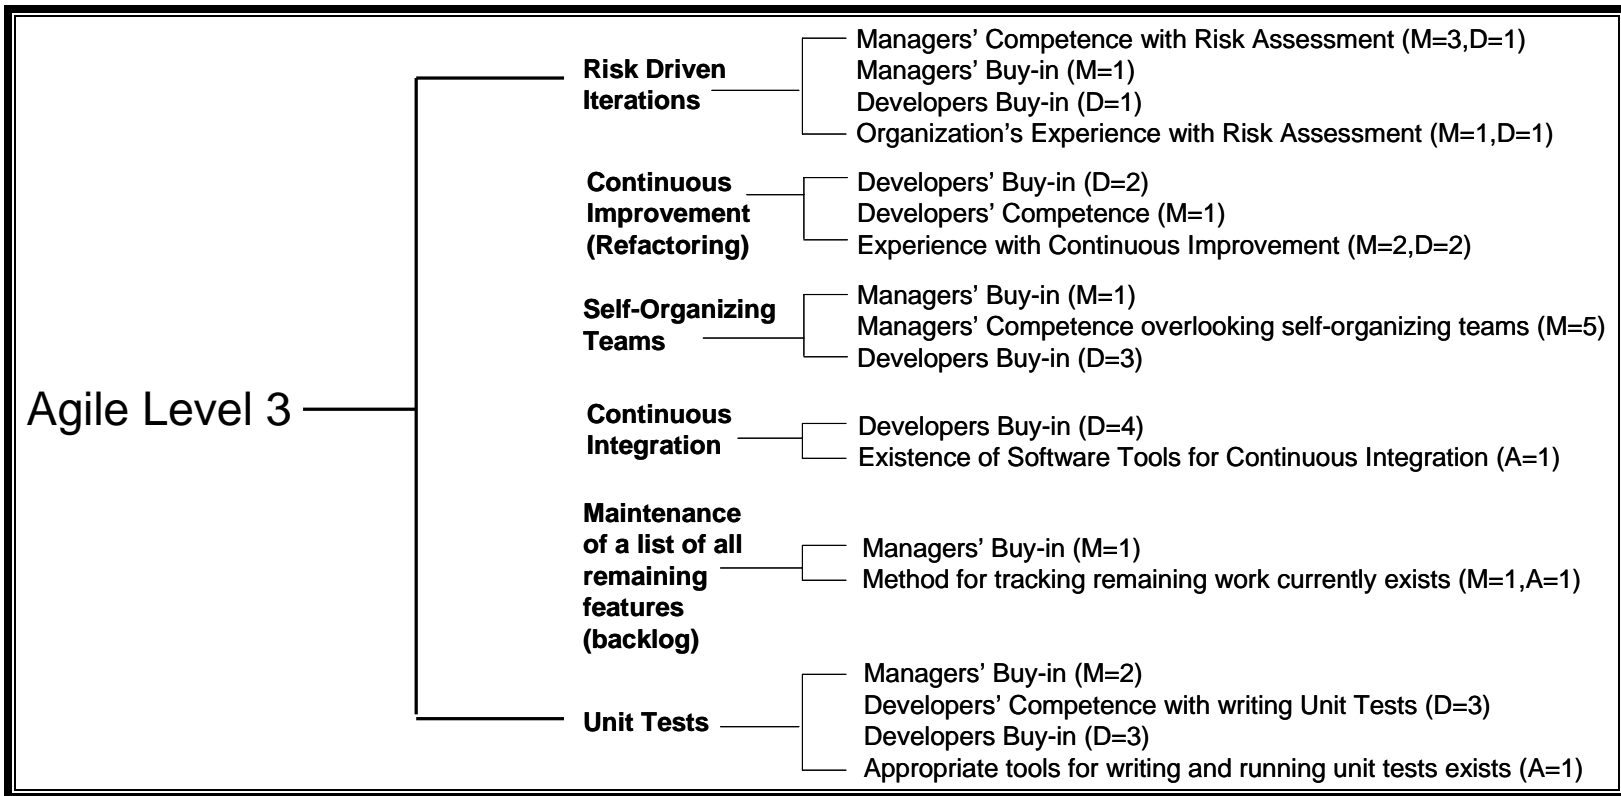 Agile Level 3
Risk Driven
Iterations
Managers’ Competence with Risk Assessment (M=3,D=1)
Managers’ Buy-in (M=1)
Developers Buy-in (D=1)
Organization’s Experience with Risk Assessment (M=1,D=1)
Continuous
Improvement
(Refactoring)
Developers’ Buy-in (D=2)
Developers’ Competence (M=1)
Experience with Continuous Improvement (M=2,D=2)
Self-Organizing
Teams
Managers’ Buy-in (M=1)
Managers’ Competence overlooking self-organizing teams (M=5)
Developers Buy-in (D=3)
Continuous
Integration
Developers Buy-in (D=4)
Existence of Software Tools for Continuous Integration (A=1)
Maintenance
of a list of all
remaining
features
(backlog)
Managers’ Buy-in (M=1)
Method for tracking remaining work currently exists (M=1,A=1)
Unit Tests
Managers’ Buy-in (M=2)
Developers’ Competence with writing Unit Tests (D=3)
Developers Buy-in (D=3)
Appropriate tools for writing and running unit tests exists (A=1)